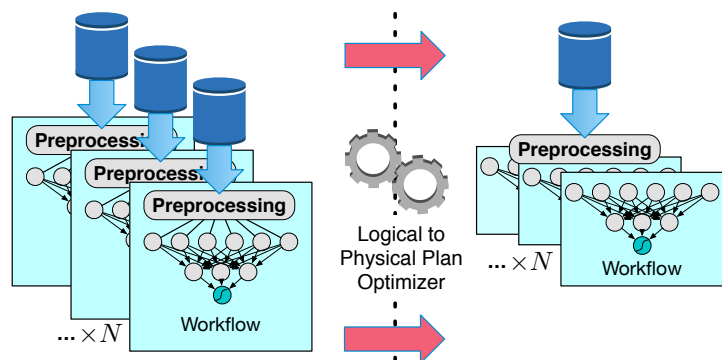 Preprocessing
Preprocessing
Preprocessing
Workflow
... × N
Logical to
Physical Plan
Optimizer
Preprocessing
Workflow
... × N